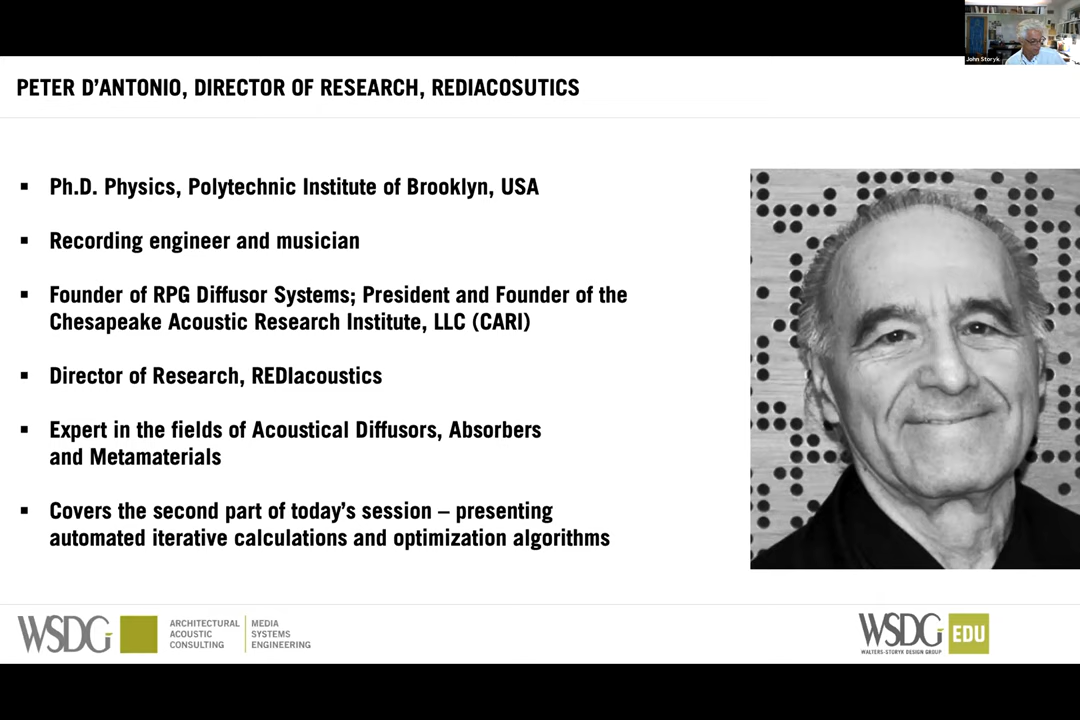 John Storyk
PETER D'ANTONIO, DIRECTOR OF RESEARCH, REDIACOSUTICS
▪ Ph.D. Physics, Polytechnic Institute of Brooklyn, USA
▪ Recording engineer and musician
▪ Founder of RPG Diffusor Systems; President and Founder of the
Chesapeake Acoustic Research Institute, LLC (CARI)
▪ Director of Research, REDIacoustics
▪ Expert in the fields of Acoustical Diffusors, Absorbers
and Metamaterials
▪ Covers the second part of today's session – presenting
automated iterative calculations and optimization algorithms
WSDG
ARCHITECTURAL
ACOUSTIC
CONSULTING
MEDIA
SYSTEMS
ENGINEERING
WSDG EDU
WALTERS-STORYK DESIGN GROUP